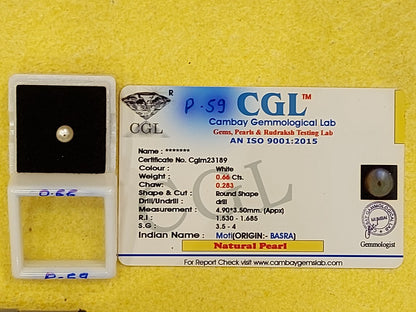 R
CGL
P-59
CGL™
Cambay Gemmological Lab
Gems, Pearls & Rudraksh Testing Lab
AN ISO 9001:2015
Name : *******
Certificate No. Cglm23189
Colour : White
Weight : 0.66 Cts.
Chaw: 0.283
Shape & Cut : Round Shape
Drill/Undrill : drill
Measurement : 4.90*3.50mm. (Appx)
R.I : 1.530 - 1.685
S.G : 3.5 - 4
Indian Name : Moti(ORIGIN:- BASRA)
Natural Pearl
For Report Check visit www.cambaygemslab.com
CGL
Gemmologist
0.66
P-59